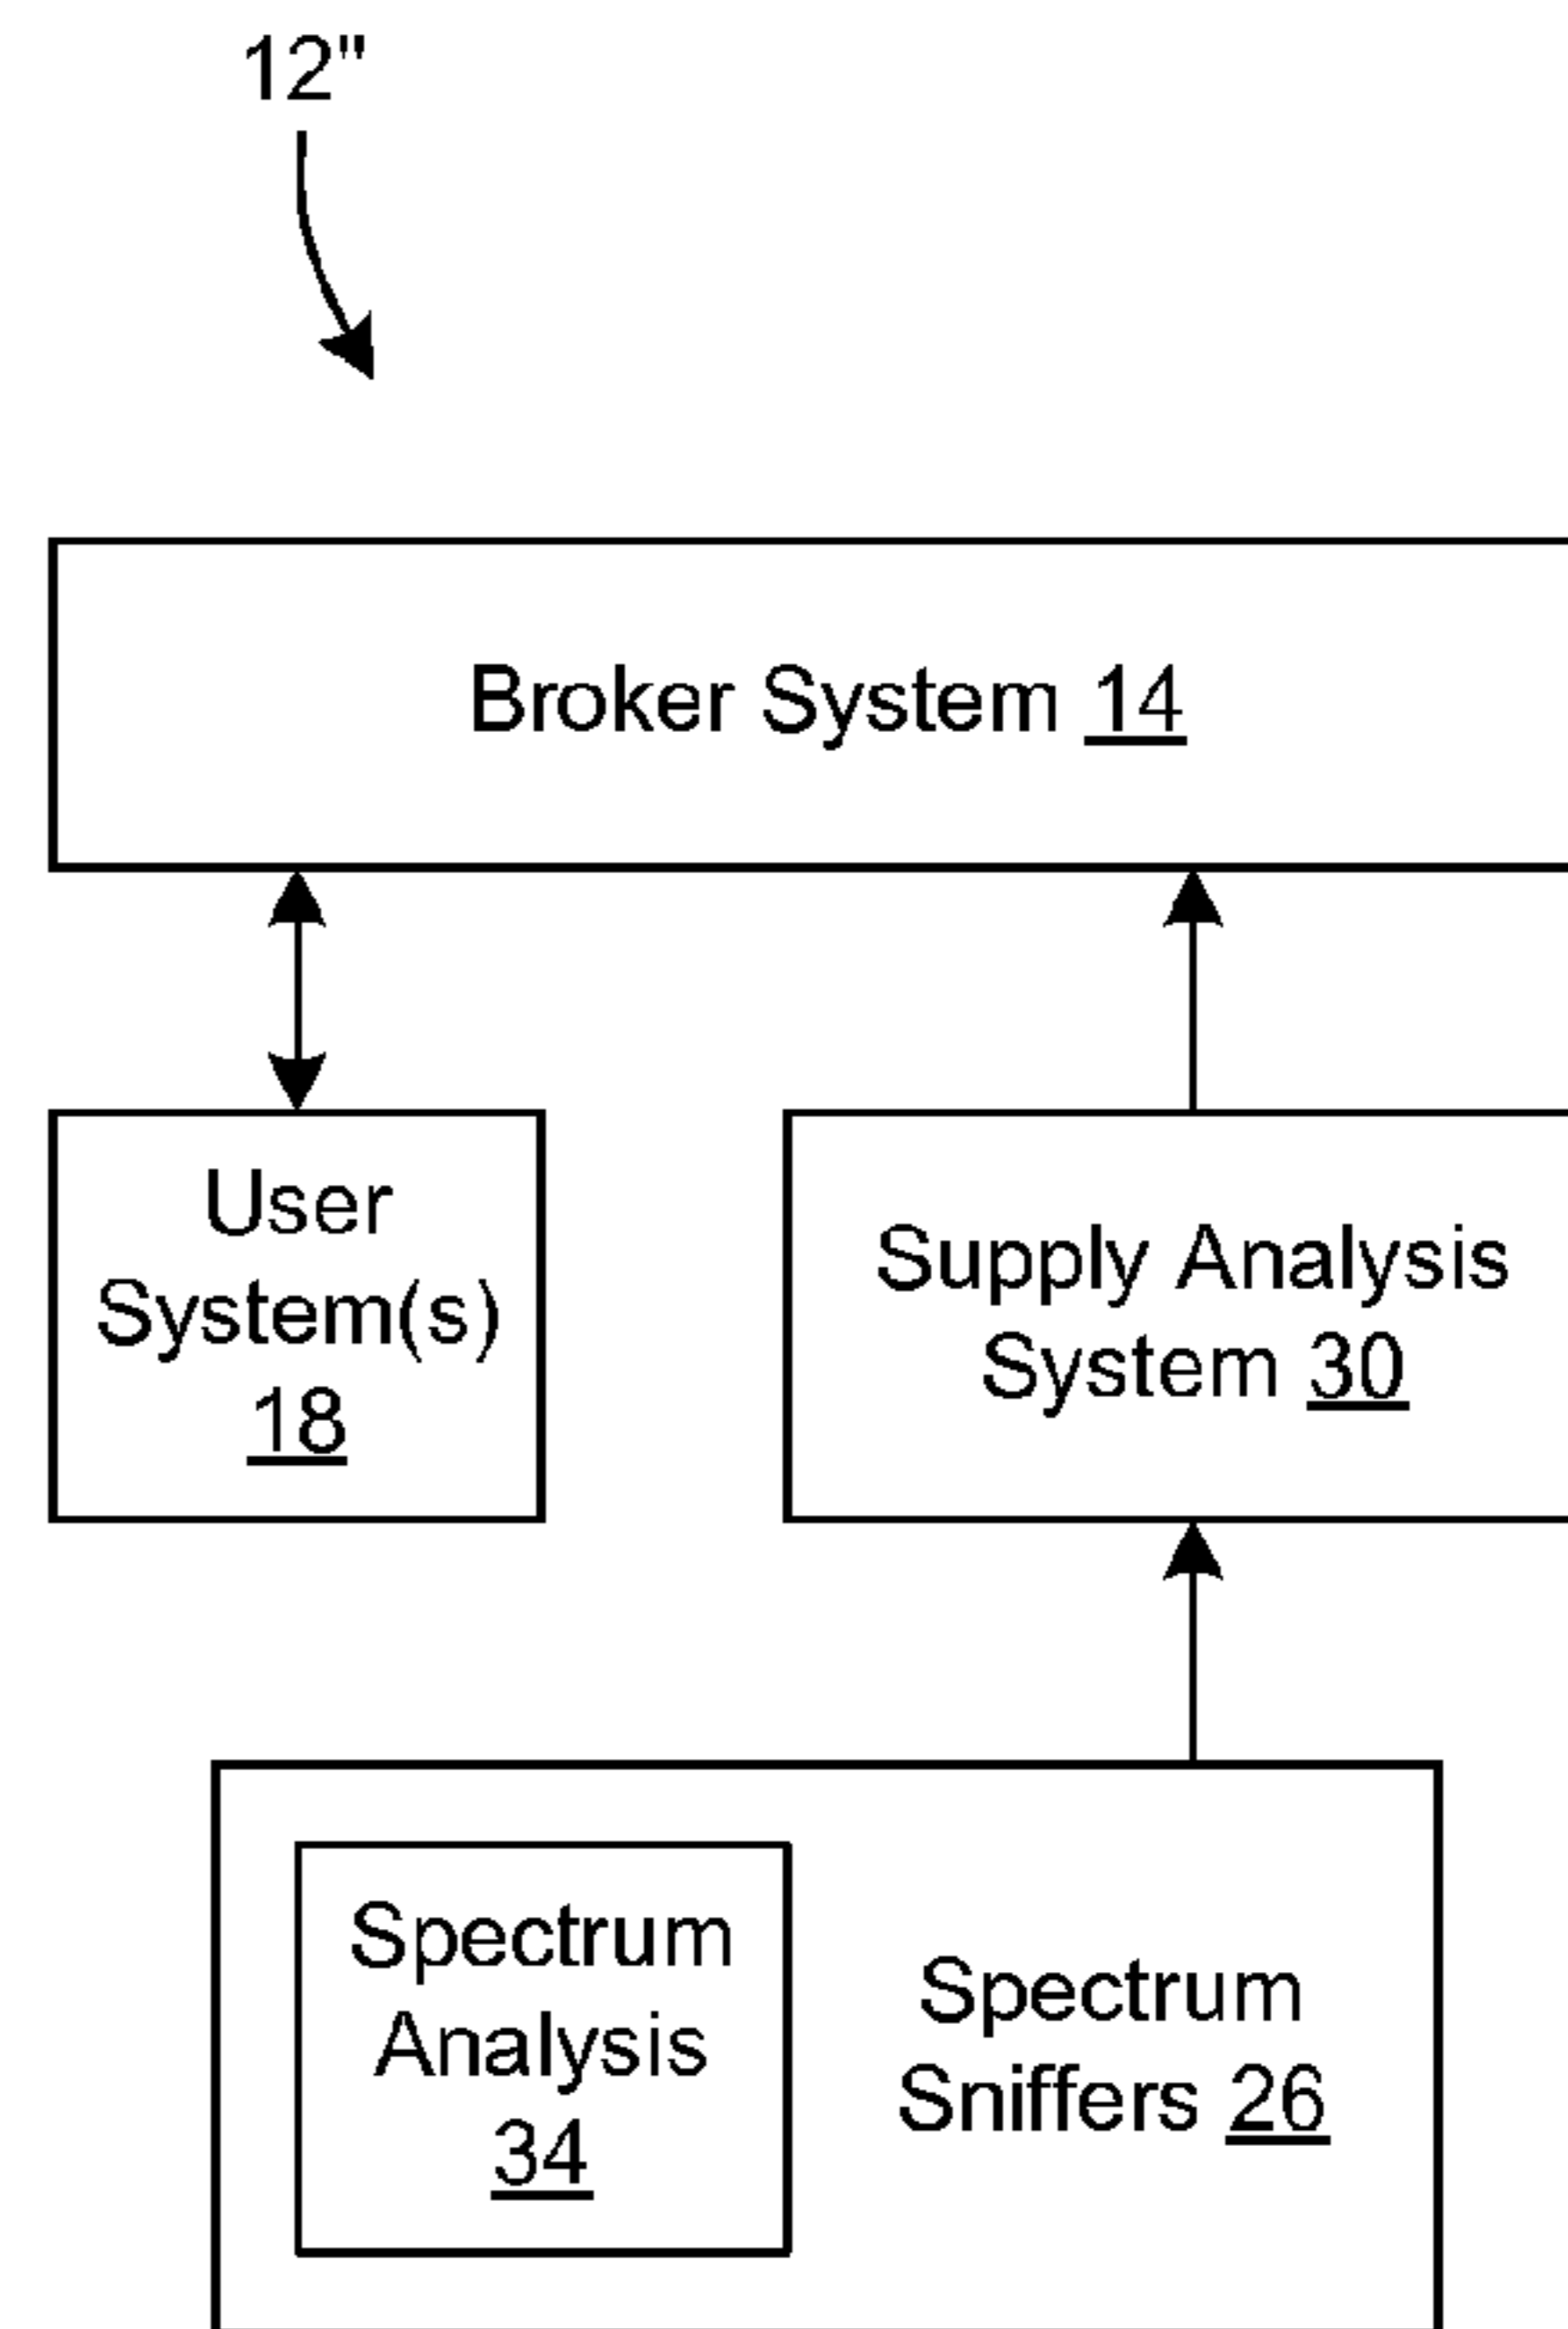 12"
Broker System 14
User
System(s)
18
Supply Analysis
System 30
Spectrum
Analysis
34
Spectrum
Sniffers 26